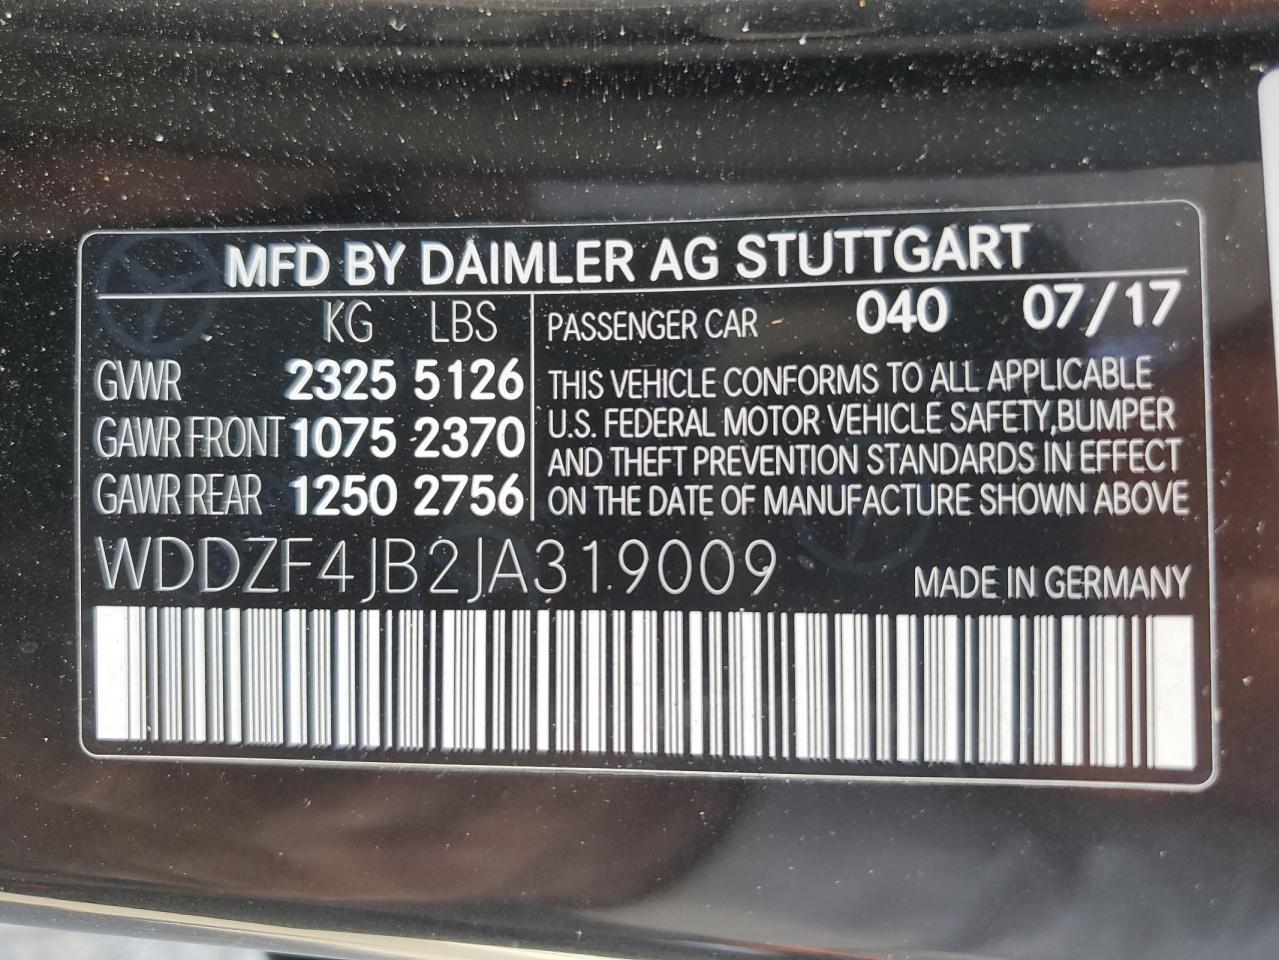 MFD BY DAIMLER AG STUTTGART
KG LBS
GVWR 2325 5126
GAWR FRONT 1075 2370
GAWR REAR 1250 2756
PASSENGER CAR 040 07/17
THIS VEHICLE CONFORMS TO ALL APPLICABLE
U.S. FEDERAL MOTOR VEHICLE SAFETY,BUMPER
AND THEFT PREVENTION STANDARDS IN EFFECT
ON THE DATE OF MANUFACTURE SHOWN ABOVE
WDDZF4JB2JA319009
MADE IN GERMANY